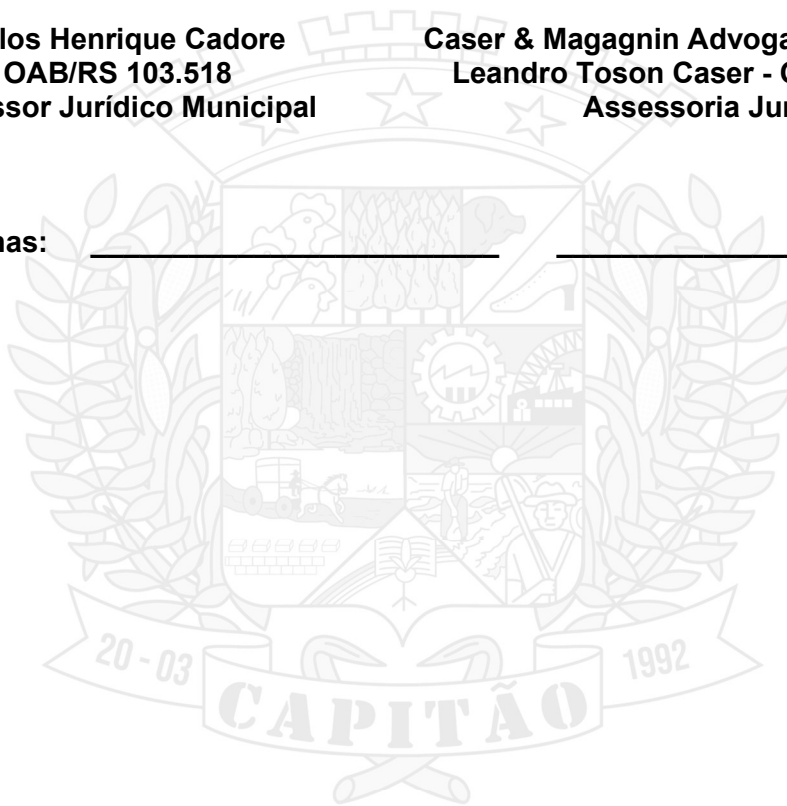 los Henrique Cadore
OAB/RS 103.518
ssor Jurídico Municipal
Caser & Magagnin Advoga
Leandro Toson Caser -
Assessoria Jur
nas:
20 - 03
1992
CAPITÃO